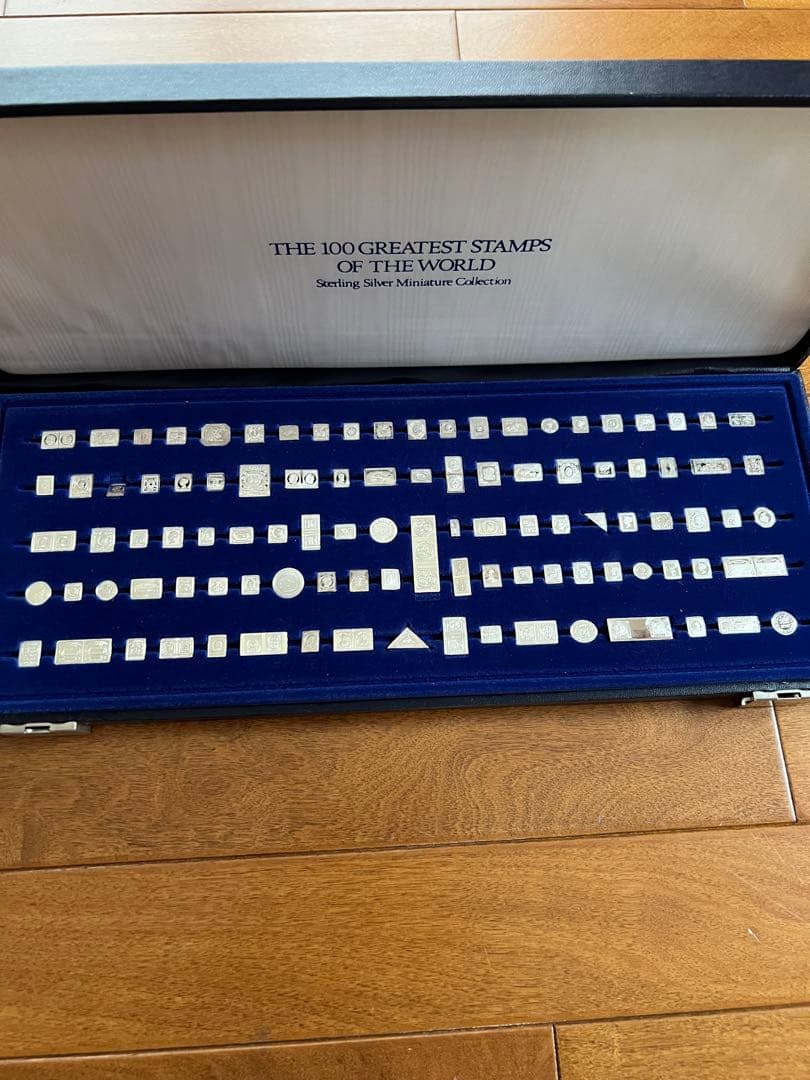 THE 100 GREATEST STAMPS
OF THE WORLD
Sterling Silver Miniature Collection